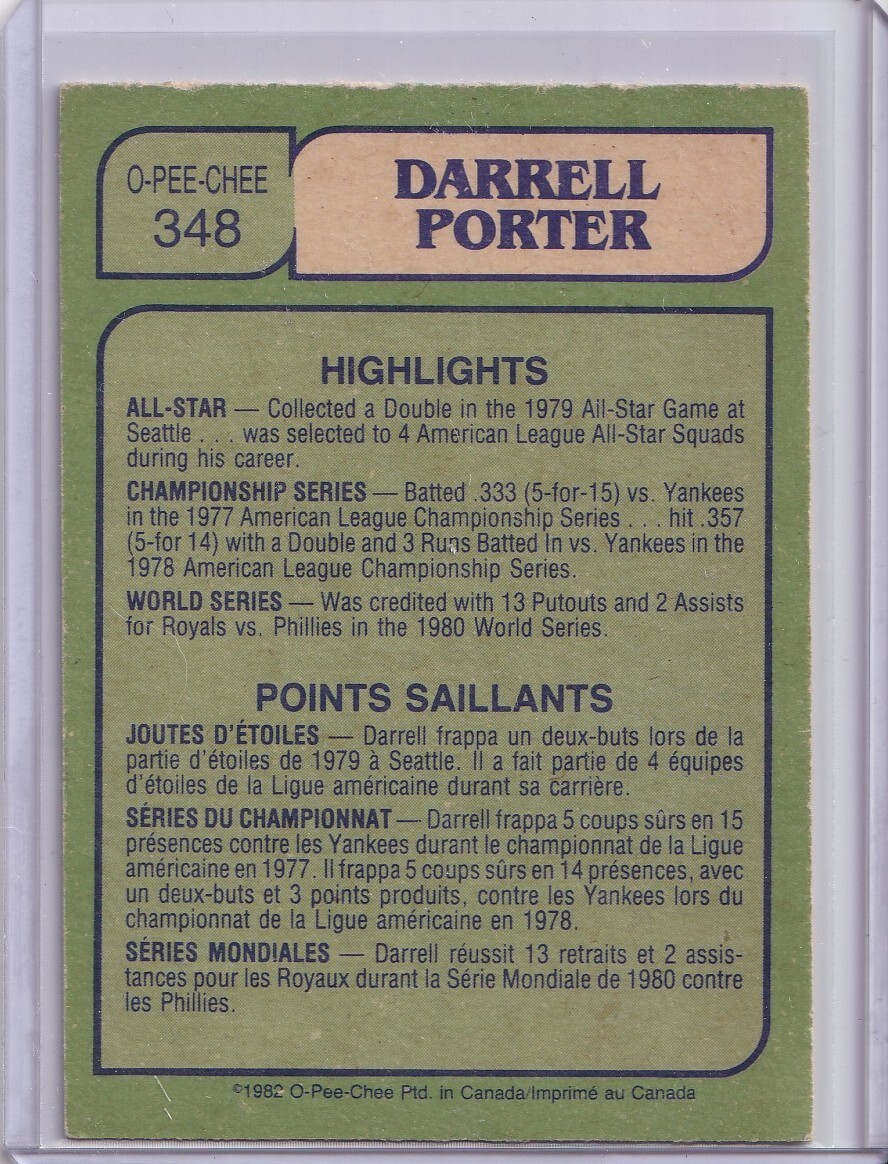 O-PEE-CHEE
348
DARRELL
PORTER
HIGHLIGHTS
ALL-STAR — Collected a Double in the 1979 All-Star Game at
Seattle . . . was selected to 4 American League All-Star Squads
during his career.
CHAMPIONSHIP SERIES — Batted .333 (5-for-15) vs. Yankees
in the 1977 American League Championship Series . . . hit .357
(5-for 14) with a Double and 3 Runs Batted In vs. Yankees in the
1978 American League Championship Series.
WORLD SERIES — Was credited with 13 Putouts and 2 Assists
for Royals vs. Phillies in the 1980 World Series.
POINTS SAILLANTS
JOUTES D'ÉTOILES — Darrell frappa un deux-buts lors de la
partie d'étoiles de 1979 à Seattle. Il a fait partie de 4 équipes
d'étoiles de la Ligue américaine durant sa carrière.
SÉRIES DU CHAMPIONNAT — Darrell frappa 5 coups sûrs en 15
présences contre les Yankees durant le championnat de la Ligue
américaine en 1977. Il frappa 5 coups sûrs en 14 présences, avec
un deux-buts et 3 points produits, contre les Yankees lors du
championnat de la Ligue américaine en 1978.
SÉRIES MONDIALES — Darrell réussit 13 retraits et 2 assis-
tances pour les Royaux durant la Série Mondiale de 1980 contre
les Phillies.
©1982 O-Pee-Chee Ptd. in Canada/Imprimé au Canada